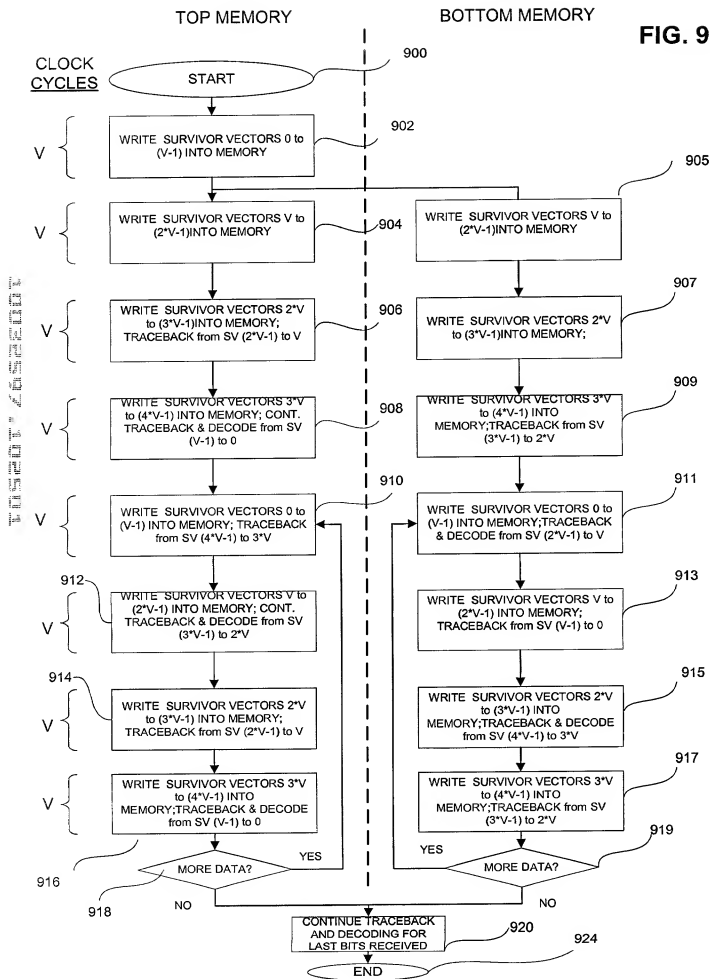 TOP MEMORY
BOTTOM MEMORY
FIG. 9
CLOCK
CYCLES
START
900
V
WRITE SURVIVOR VECTORS 0 to
(V-1) INTO MEMORY
902
905
V
WRITE SURVIVOR VECTORS V to
(2*V-1)INTO MEMORY
904
WRITE SURVIVOR VECTORS V to
(2*V-1)INTO MEMORY
V
WRITE SURVIVOR VECTORS 2*V
to (3*V-1)INTO MEMORY;
TRACEBACK from SV (2*V-1) to V
906
WRITE SURVIVOR VECTORS 2*V
to (3*V-1)INTO MEMORY;
907
V
WRITE SURVIVOR VECTORS 3*V
to (4*V-1) INTO MEMORY; CONT.
TRACEBACK & DECODE from SV
(V-1) to 0
908
WRITE SURVIVOR VECTORS 3*V
to (4*V-1) INTO
MEMORY;TRACEBACK from SV
(3*V-1) to 2*V
909
V
WRITE SURVIVOR VECTORS 0 to
(V-1) INTO MEMORY; TRACEBACK
from SV (4*V-1) to 3*V
910
WRITE SURVIVOR VECTORS 0 to
(V-1) INTO MEMORY;TRACEBACK
& DECODE from SV (2*V-1) to V
911
912
V
WRITE SURVIVOR VECTORS V to
(2*V-1) INTO MEMORY; CONT.
TRACEBACK & DECODE from SV
(3*V-1) to 2*V
WRITE SURVIVOR VECTORS V to
(2*V-1) INTO MEMORY;
TRACEBACK from SV (V-1) to 0
913
914
V
WRITE SURVIVOR VECTORS 2*V
to (3*V-1) INTO MEMORY;
TRACEBACK from SV (2*V-1) to V
WRITE SURVIVOR VECTORS 2*V
to (3*V-1) INTO
MEMORY;TRACEBACK & DECODE
from SV (4*V-1) to 3*V
915
V
WRITE SURVIVOR VECTORS 3*V
to (4*V-1) INTO
MEMORY;TRACEBACK & DECODE
from SV (V-1) to 0
916
WRITE SURVIVOR VECTORS 3*V
to (4*V-1) INTO
MEMORY;TRACEBACK from SV
(3*V-1) to 2*V
917
MORE DATA?
YES
918
NO
YES
MORE DATA?
919
NO
CONTINUE TRACEBACK
AND DECODING FOR
LAST BITS RECEIVED
920
END
924